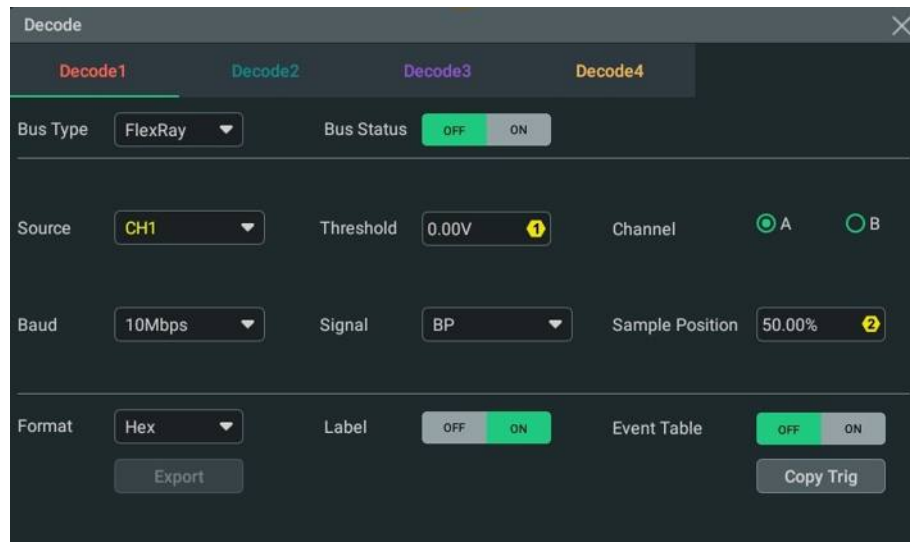 Decode
Decode1 Decode2 Decode3 Decode4
Bus Type FlexRay Bus Status OFF ON
Source CH1 Threshold 0.00V 1 Channel A B
Baud 10Mbps Signal BP Sample Position 50.00% 2
Format Hex Label OFF ON Event Table OFF ON
Export Copy Trig